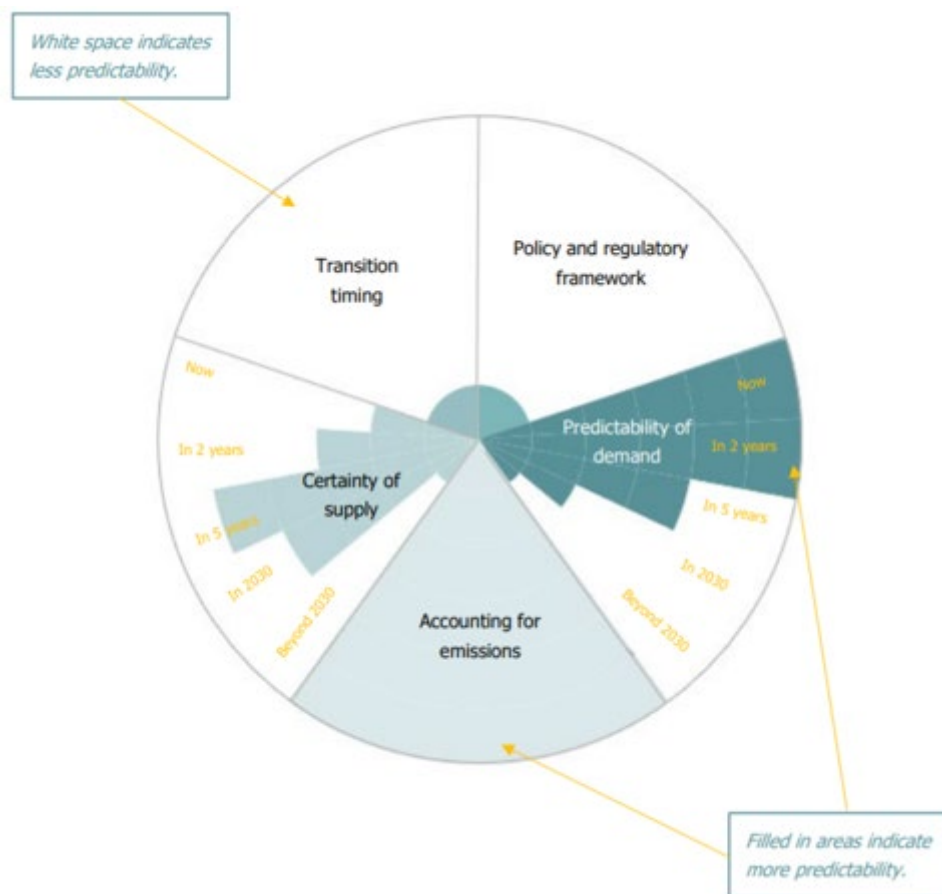 White space indicates
less predictability.
Policy and regulatory
framework
Transition
timing
Now
In 2 years
In 5 years
In 2030
Beyond 2030
Certainty of
supply
Predictability of
demand
Now
In 2 years
In 5 years
In 2030
Beyond 2030
Accounting for
emissions
Filled in areas indicate
more predictability.